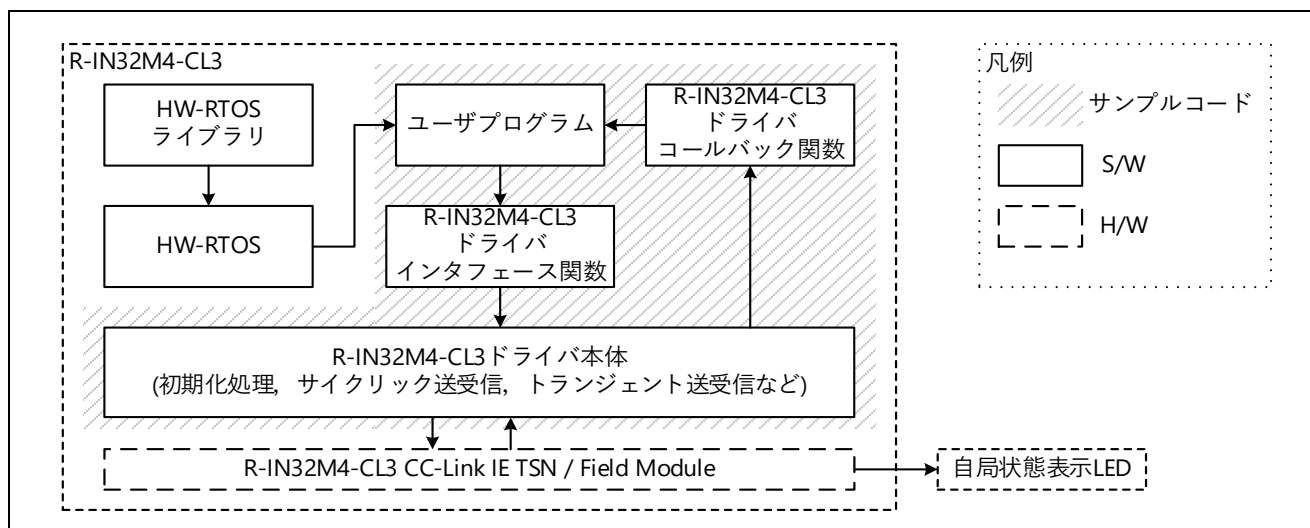 R-IN32M4-CL3
HW-RTOS
ライブラリ
ユーザプログラム
R-IN32M4-CL3
ドライバ
コールバック関数
HW-RTOS
R-IN32M4-CL3
ドライバ
インタフェース関数
R-IN32M4-CL3ドライバ本体
(初期化処理, サイクリック送受信, トランジェント送受信など)
R-IN32M4-CL3 CC-Link IE TSN / Field Module
自局状態表示LED
凡例
サンプルコード
S/W
H/W